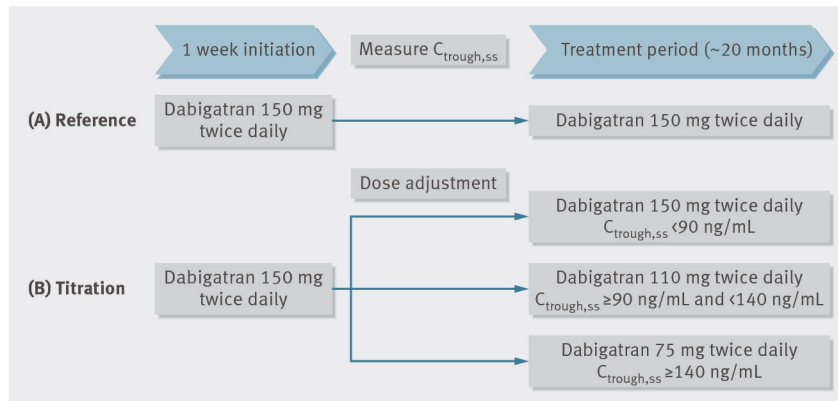 1 week initiation
Measure Ctrough,ss
Treatment period (~20 months)
(A) Reference
Dabigatran 150 mg
twice daily
Dabigatran 150 mg twice daily
Dose adjustment
Dabigatran 150 mg twice daily
Ctrough,ss <90 ng/mL
(B) Titration
Dabigatran 150 mg
twice daily
Dabigatran 110 mg twice daily
Ctrough,ss ≥90 ng/mL and <140 ng/mL
Dabigatran 75 mg twice daily
Ctrough,ss ≥140 ng/mL